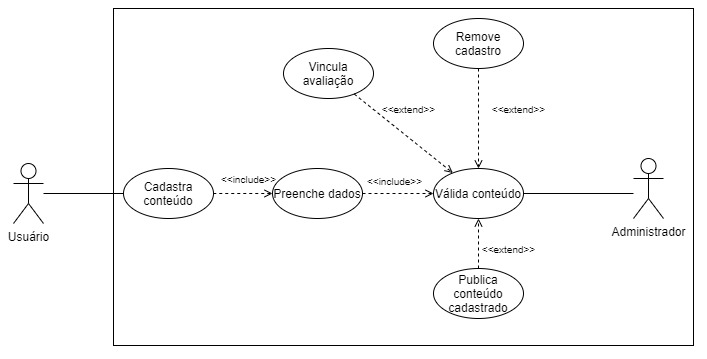 Remove
cadastro
Vincula
avaliação
<<extend>>
<<extend>>
<<include>>
<<include>>
Cadastra
conteúdo
Preenche dados
Válida conteúdo
Usuário
Administrador
<<extend>>
Publica
conteúdo
cadastrado